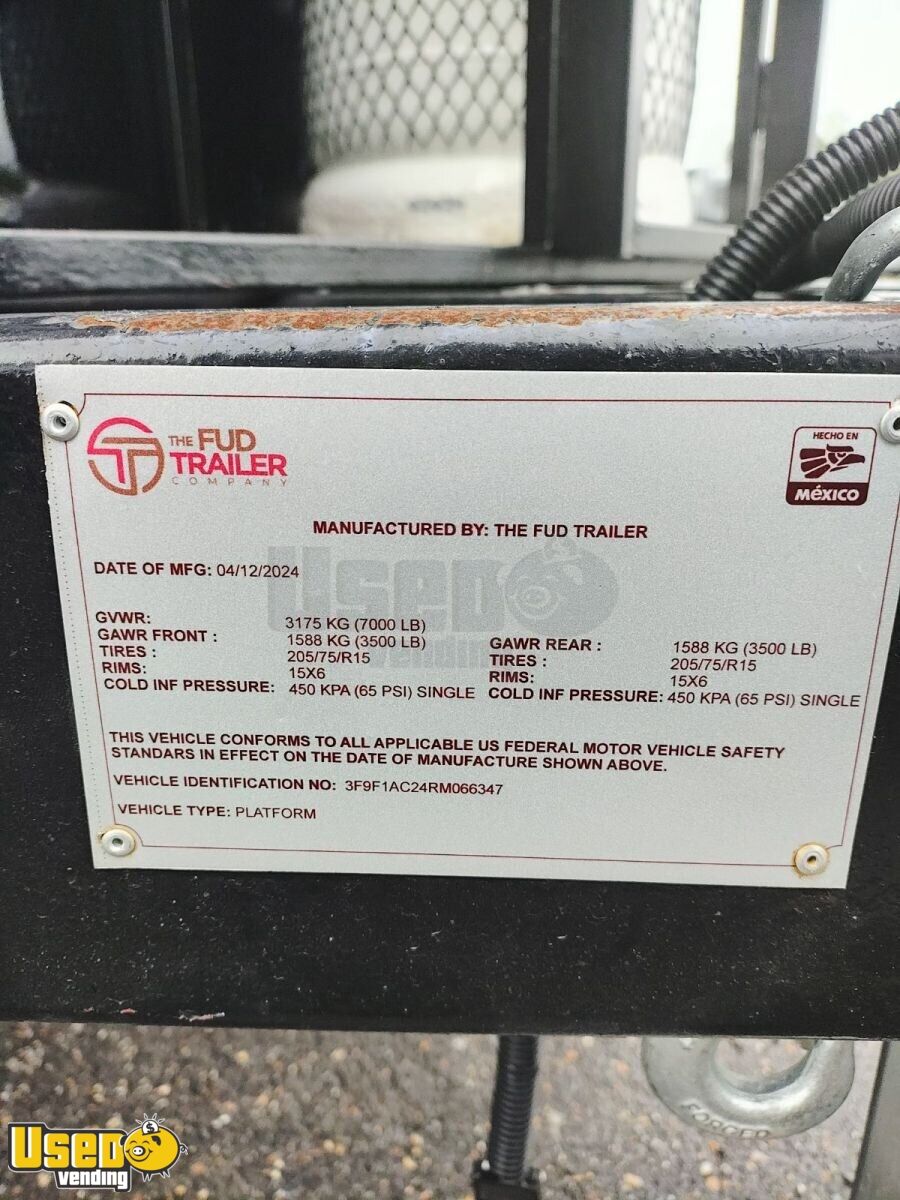 THE FUD
TRAILER
COMPANY
HECHO EN
MéXICO
MANUFACTURED BY: THE FUD TRAILER
DATE OF MFG: 04/12/2024
GVWR: 3175 KG (7000 LB)
GAWR FRONT : 1588 KG (3500 LB) GAWR REAR : 1588 KG (3500 LB)
TIRES : 205/75/R15 TIRES : 205/75/R15
RIMS: 15X6 RIMS: 15X6
COLD INF PRESSURE: 450 KPA (65 PSI) SINGLE COLD INF PRESSURE: 450 KPA (65 PSI) SINGLE
THIS VEHICLE CONFORMS TO ALL APPLICABLE US FEDERAL MOTOR VEHICLE SAFETY
STANDARS IN EFFECT ON THE DATE OF MANUFACTURE SHOWN ABOVE.
VEHICLE IDENTIFICATION NO: 3F9F1AC24RM066347
VEHICLE TYPE: PLATFORM
Used
vending
FORGED
Used
vending